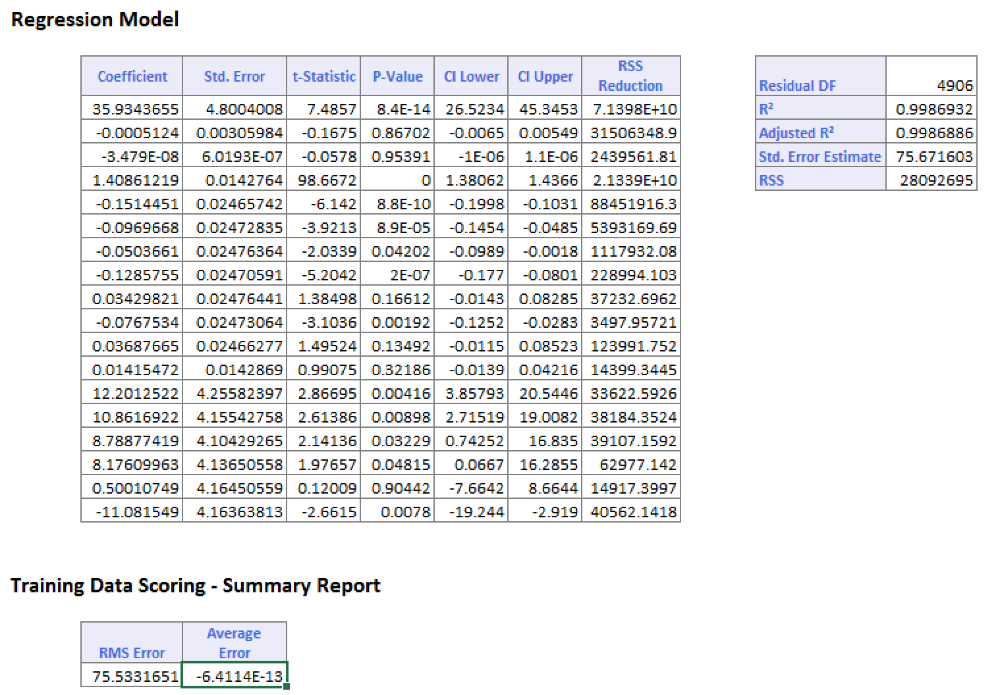 Regression Model
Coefficient Std. Error t-Statistic P-Value CI Lower CI Upper RSS Reduction
35.9343655 4.8004008 7.4857 8.4E-14 26.5234 45.3453 7.1398E+10
-0.0005124 0.00305984 -0.1675 0.86702 -0.0065 0.00549 31506348.9
-3.479E-08 6.0193E-07 -0.0578 0.95391 -1E-06 1.1E-06 2439561.81
1.40861219 0.0142764 98.6672 0 1.38062 1.4366 2.1339E+10
-0.1514451 0.02465742 -6.142 8.8E-10 -0.1998 -0.1031 88451916.3
-0.0969668 0.02472835 -3.9213 8.9E-05 -0.1454 -0.0485 5393169.69
-0.0503661 0.02476364 -2.0339 0.04202 -0.0989 -0.0018 1117932.08
-0.1285755 0.02470591 -5.2042 2E-07 -0.177 -0.0801 228994.103
0.03429821 0.02476441 1.38498 0.16612 -0.0143 0.08285 37232.6962
-0.0767534 0.02473064 -3.1036 0.00192 -0.1252 -0.0283 3497.95721
0.03687665 0.02466277 1.49524 0.13492 -0.0115 0.08523 123991.752
0.01415472 0.0142869 0.99075 0.32186 -0.0139 0.04216 14399.3445
12.2012522 4.25582397 2.86695 0.00416 3.85793 20.5446 33622.5926
10.8616922 4.15542758 2.61386 0.00898 2.71519 19.0082 38184.3524
8.78877419 4.10429265 2.14136 0.03229 0.74252 16.835 39107.1592
8.17609963 4.13650558 1.97657 0.04815 0.0667 16.2855 62977.142
0.50010749 4.16450559 0.12009 0.90442 -7.6642 8.6644 14917.3997
-11.081549 4.16363813 -2.6615 0.0078 -19.244 -2.919 40562.1418
Residual DF 4906
R² 0.9986932
Adjusted R² 0.9986886
Std. Error Estimate 75.671603
RSS 28092695
Training Data Scoring - Summary Report
RMS Error Average Error
75.5331651 -6.4114E-13